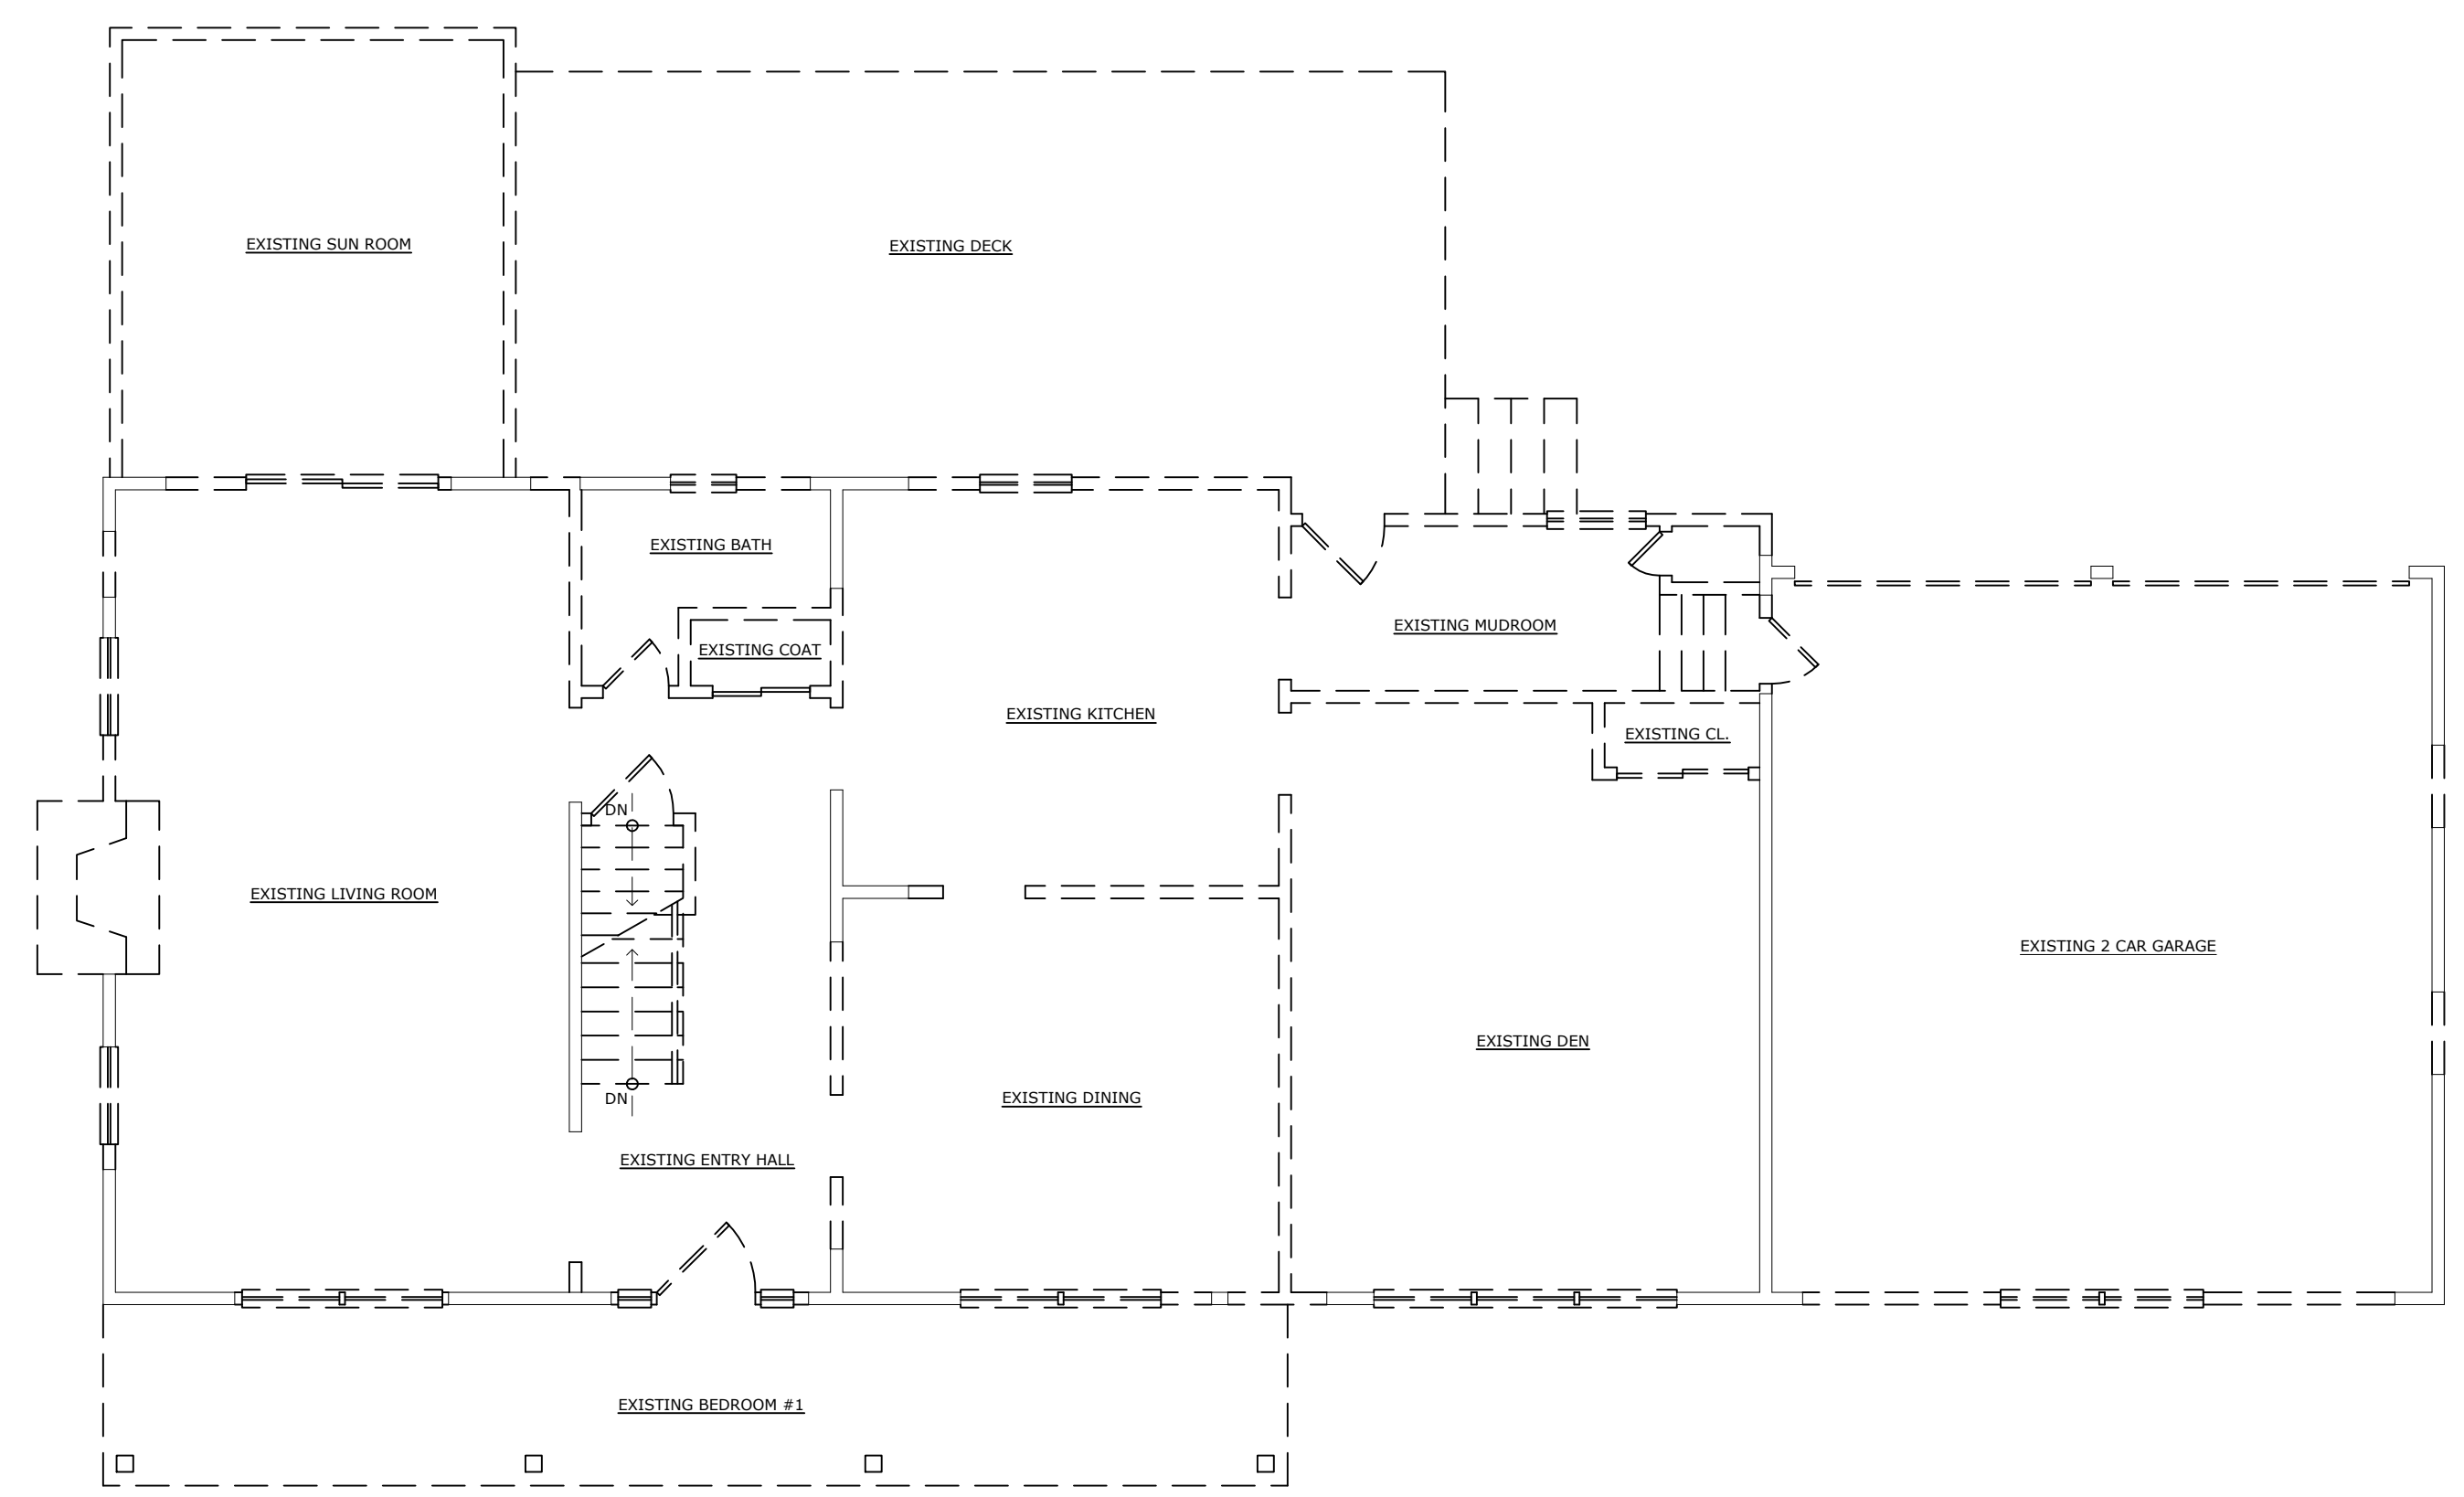 EXISTING SUN ROOM
EXISTING DECK
EXISTING BATH
EXISTING MUDROOM
EXISTING COAT
EXISTING KITCHEN
EXISTING CL.
DN
EXISTING LIVING ROOM
EXISTING 2 CAR GARAGE
EXISTING DEN
DN
EXISTING DINING
EXISTING ENTRY HALL
EXISTING BEDROOM #1